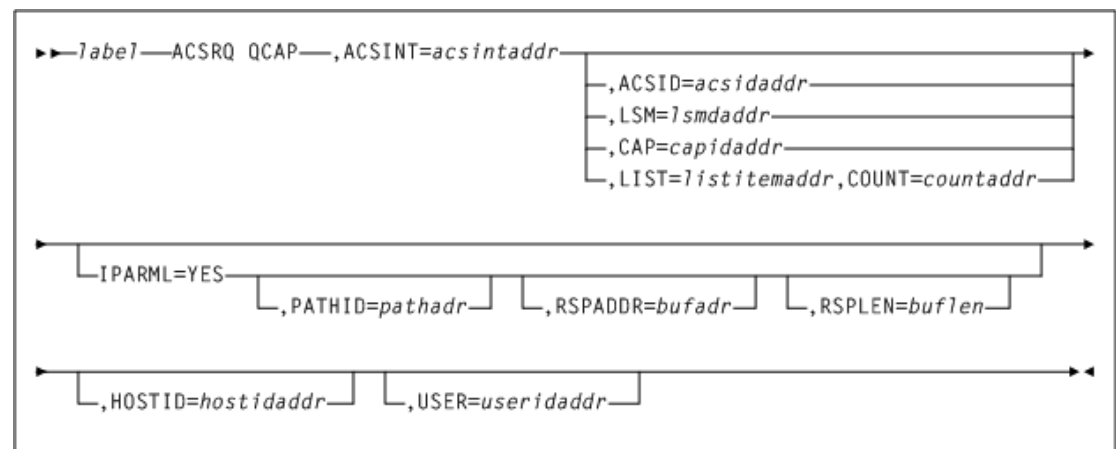 label ACSRQ QCAP ,ACSINT=acsintaddr
,ACSID=acsidaddr
,LSM=lsmdaddr
,CAP=capidaddr
,LIST=listitemaddr,COUNT=countaddr
IPARML=YES
,PATHID=pathadr ,RSPADDR=bufadr ,RSPLEN=buflen
,HOSTID=hostidaddr ,USER=useridaddr